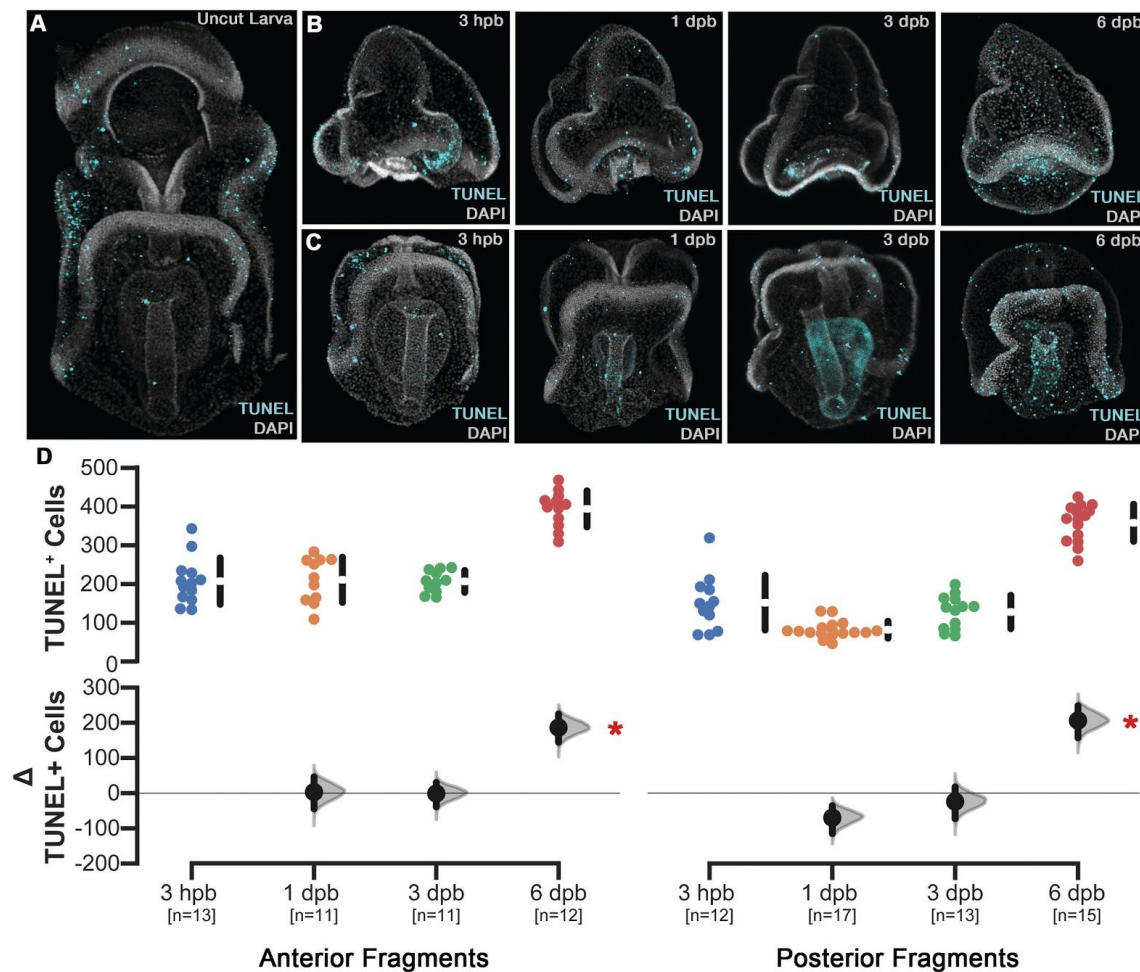 A
Uncut Larva
TUNEL
DAPI
B
3 hpb
TUNEL
DAPI
1 dpb
TUNEL
DAPI
3 dpb
TUNEL
DAPI
6 dpb
TUNEL
DAPI
C
3 hpb
TUNEL
DAPI
1 dpb
TUNEL
DAPI
3 dpb
TUNEL
DAPI
6 dpb
TUNEL
DAPI
D
TUNEL⁺ Cells
500
400
300
200
100
0
Δ
TUNEL+ Cells
300
200
100
0
-100
-200
*
*
3 hpb
[n=13]
1 dpb
[n=11]
3 dpb
[n=11]
6 dpb
[n=12]
3 hpb
[n=12]
1 dpb
[n=17]
3 dpb
[n=13]
6 dpb
[n=15]
Anterior Fragments
Posterior Fragments